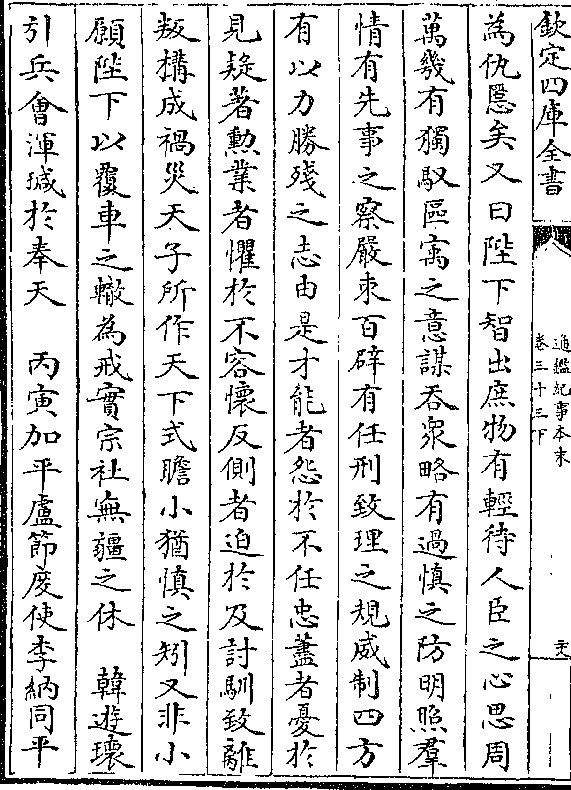 欽定四庫全書
通鑑紀事本末
卷三十三下
為仇隱矣又曰陛下智出庶物有輕待人臣之心思周
萬幾有獨馭區寓之意謀吞衆略有過慎之防明照羣
情有先事之察嚴束百辟有任刑致理之規威制四方
有以力勝殘之志由是才能者怨於不任忠藎者憂於
見疑著勳業者懼於不容懷反側者迫於及討馴致離
叛構成禍災天子所作天下式瞻小猶慎之矧又非小
願陛下以覆車之轍為戒實宗社無疆之休　韓遊瓌
引兵會渾瑊於奉天　丙寅加平盧節度使李納同平